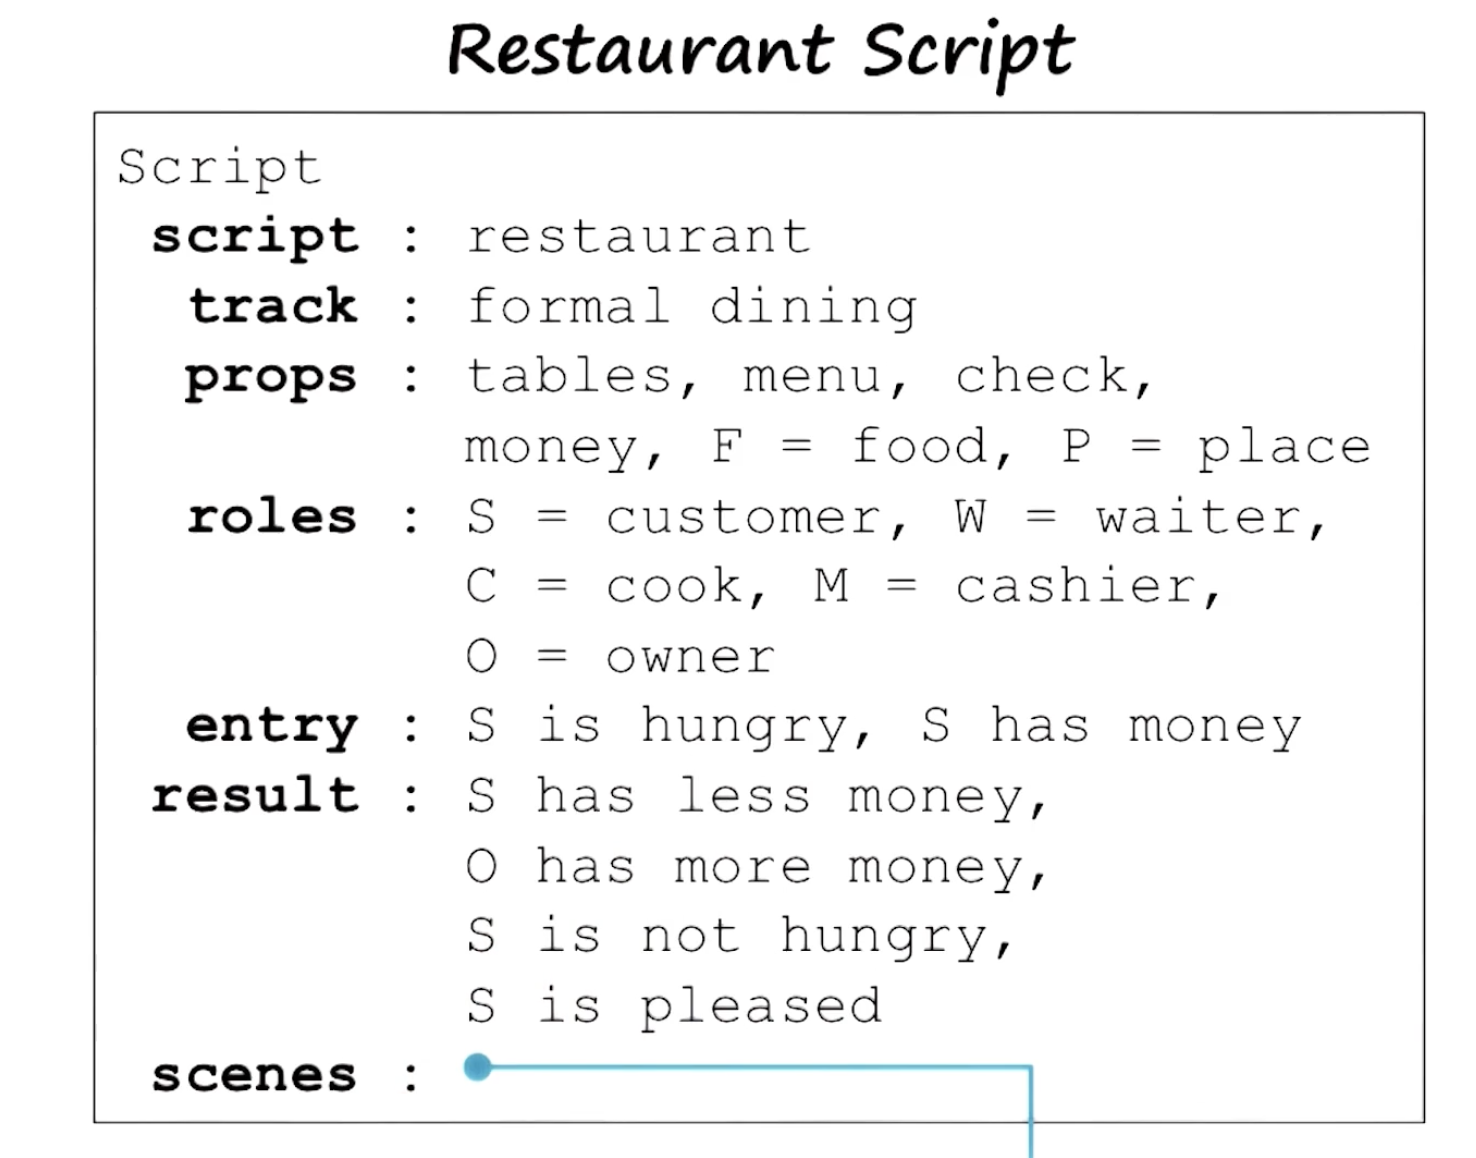 Restaurant Script
Script
script : restaurant
track : formal dining
props : tables, menu, check,
money, F = food, P = place
roles : S = customer, W = waiter,
C = cook, M = cashier,
O = owner
entry : S is hungry, S has money
result : S has less money,
O has more money,
S is not hungry,
S is pleased
scenes :